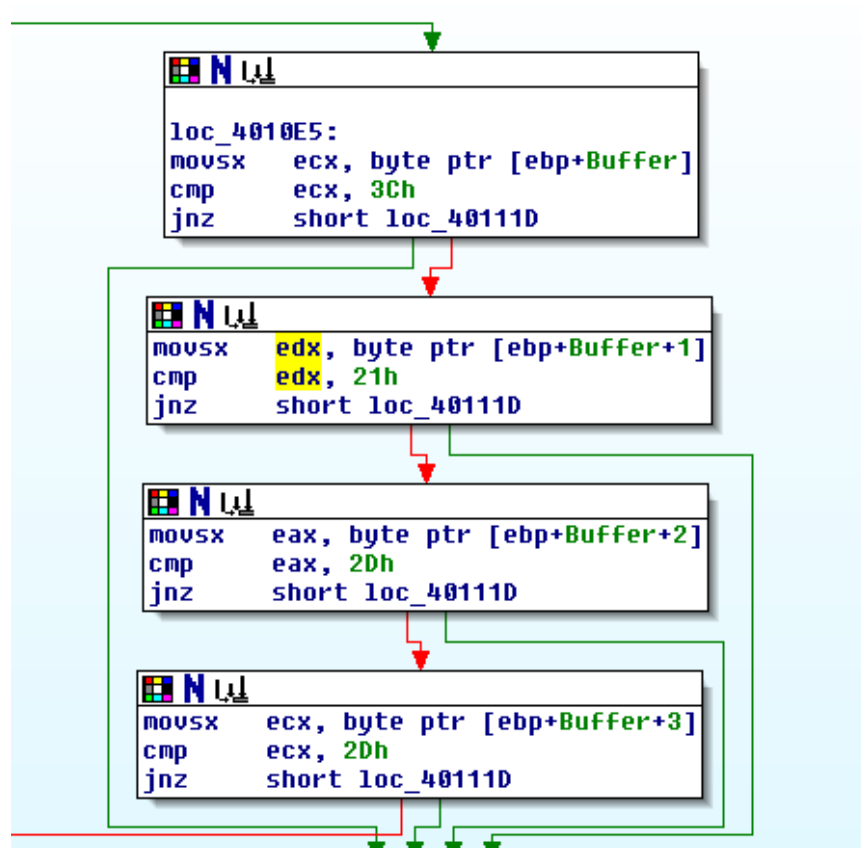 loc_4010E5:
movsx ecx, byte ptr [ebp+Buffer]
cmp ecx, 3Ch
jnz short loc_40111D
movsx edx, byte ptr [ebp+Buffer+1]
cmp edx, 21h
jnz short loc_40111D
movsx eax, byte ptr [ebp+Buffer+2]
cmp eax, 2Dh
jnz short loc_40111D
movsx ecx, byte ptr [ebp+Buffer+3]
cmp ecx, 2Dh
jnz short loc_40111D